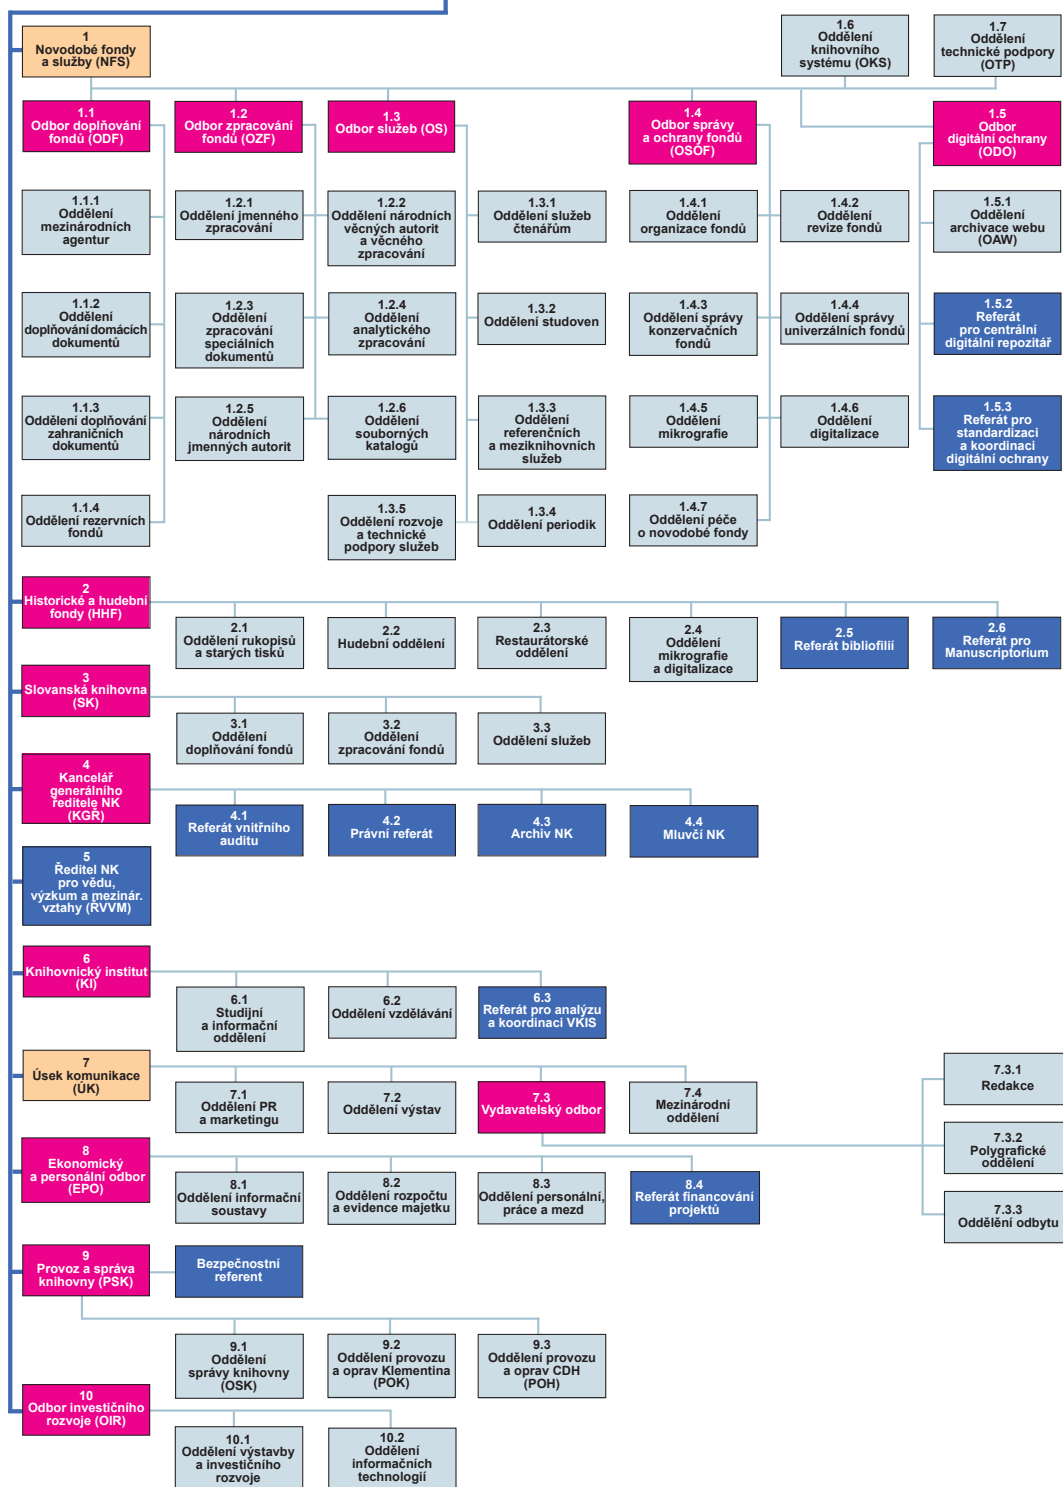 1
Novodobé fondy
a služby (NFS)
1.6
Oddělení
knihovního
systému (OKS)
1.7
Oddělení
technické podpory
(OTP)
1.1
Odbor doplňování
fondů (ODF)
1.2
Odbor zpracování
fondů (OZF)
1.3
Odbor služeb (OS)
1.4
Odbor správy
a ochrany fondů
(OSOF)
1.5
Odbor
digitální ochrany
(ODO)
1.1.1
Oddělení
mezinárodních
agentur
1.2.1
Oddělení jmenného
zpracování
1.2.2
Oddělení národních
věcných autorit
a věcného
zpracování
1.3.1
Oddělení služeb
čtenářům
1.4.1
Oddělení
organizace fondů
1.4.2
Oddělení
revize fondů
1.5.1
Oddělení
archivace webu
(OAW)
1.1.2
Oddělení
doplňování domácích
dokumentů
1.2.3
Oddělení
zpracování
speciálních
dokumentů
1.2.4
Oddělení
analytického
zpracování
1.3.2
Oddělení studoven
1.4.3
Oddělení správy
konzervačních
fondů
1.4.4
Oddělení správy
univerzálních fondů
1.5.2
Referát
pro centrální
digitální repozitář
1.1.3
Oddělení doplňování
zahraničních
dokumentů
1.2.5
Oddělení
národních
jmenných autorit
1.2.6
Oddělení
souborných
katalogů
1.3.3
Oddělení
referenčních
a meziknihovních
služeb
1.4.5
Oddělení
mikrografie
1.4.6
Oddělení
digitalizace
1.5.3
Referát pro
standardizaci
a koordinaci
digitální ochrany
1.1.4
Oddělení rezervních
fondů
1.3.5
Oddělení rozvoje
a technické
podpory služeb
1.3.4
Oddělení periodik
1.4.7
Oddělení péče
o novodobé fondy
2
Historické a hudební
fondy (HHF)
2.1
Oddělení rukopisů
a starých tisků
2.2
Hudební oddělení
2.3
Restaurátorské
oddělení
2.4
Oddělení
mikrografie
a digitalizace
2.5
Referát bibliofilií
2.6
Referát pro
Manuscriptorium
3
Slovanská knihovna
(SK)
3.1
Oddělení
doplňování fondů
3.2
Oddělení
zpracování fondů
3.3
Oddělení služeb
4
Kancelář
generálního
ředitele NK
(KGŘ)
4.1
Referát vnitřního
auditu
4.2
Právní referát
4.3
Archiv NK
4.4
Mluvčí NK
5
Ředitel NK
pro vědu,
výzkum a mezinár.
vztahy (ŘVVM)
6
Knihovnický institut
(KI)
6.1
Studijní
a informační
oddělení
6.2
Oddělení vzdělávání
6.3
Referát pro analýzu
a koordinaci VKIS
7
Úsek komunikace
(ÚK)
7.1
Oddělení PR
a marketingu
7.2
Oddělení výstav
7.3
Vydavatelský odbor
7.4
Mezinárodní
oddělení
7.3.1
Redakce
7.3.2
Polygrafické
oddělení
7.3.3
Oddělění odbytu
8
Ekonomický
a personální odbor
(EPO)
8.1
Oddělení informační
soustavy
8.2
Oddělení rozpočtu
a evidence majetku
8.3
Oddělení personální,
práce a mezd
8.4
Referát financování
projektů
9
Provoz a správa
knihovny (PSK)
Bezpečnostní
referent
9.1
Oddělení
správy knihovny
(OSK)
9.2
Oddělení provozu
a oprav Klementina
(POK)
9.3
Oddělení provozu
a oprav CDH
(POH)
10
Odbor investičního
rozvoje (OIR)
10.1
Oddělení výstavby
a investičního
rozvoje
10.2
Oddělení
informačních
technologií